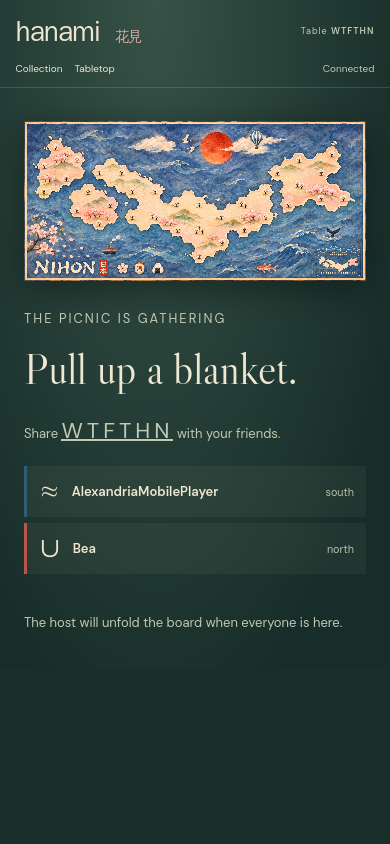 hanami 花見
Table WTFTHN
Collection Tabletop
Connected
NIHON
THE PICNIC IS GATHERING
Pull up a blanket.
Share WTFTHN with your friends.
≈ AlexandriaMobilePlayer south
U Bea north
The host will unfold the board when everyone is here.